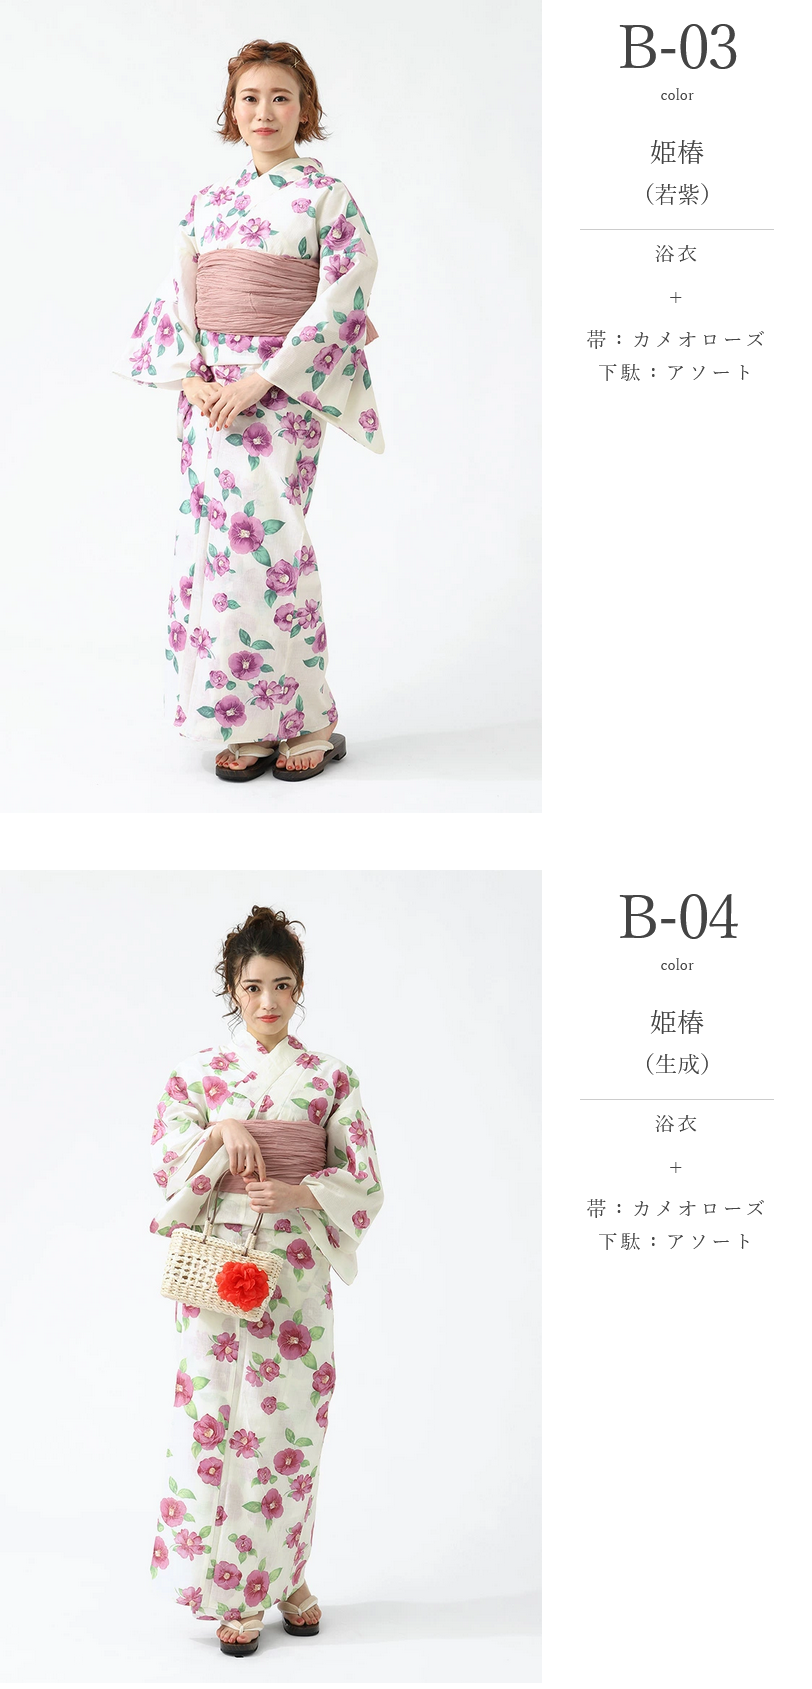 B-03
color
姫椿
（若紫）
浴衣
+
帯：カメオローズ
下駄：アソート
B-04
color
姫椿
（生成）
浴衣
+
帯：カメオローズ
下駄：アソート